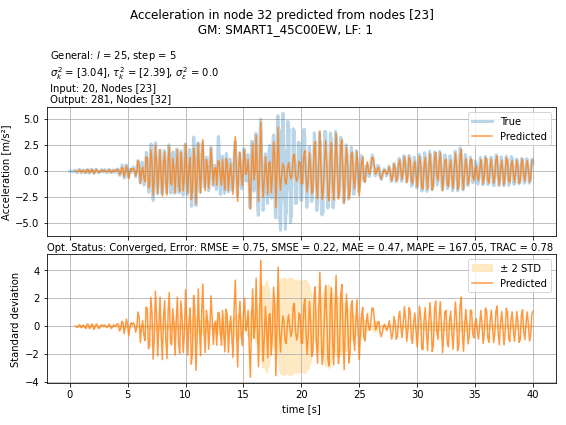 Acceleration in node 32 predicted from nodes [23]
GM: SMART1_45C00EW, LF: 1
General: l = 25, step = 5
σ²ₖ = [3.04], τ²ₖ = [2.39], σ²ε = 0.0
Input: 20, Nodes [23]
Output: 281, Nodes [32]
Acceleration [m/s²]
5.0
2.5
0.0
−2.5
−5.0
True
Predicted
Opt. Status: Converged, Error: RMSE = 0.75, SMSE = 0.22, MAE = 0.47, MAPE = 167.05, TRAC = 0.78
Standard deviation
4
2
0
−2
−4
± 2 STD
Predicted
0 5 10 15 20 25 30 35 40
time [s]